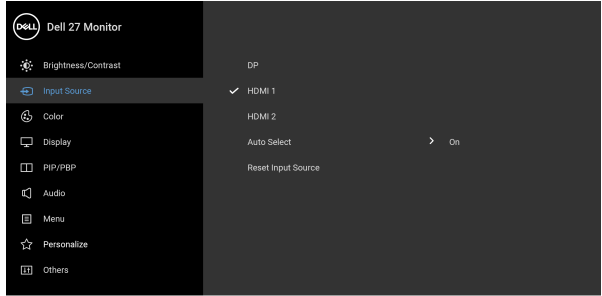 DELL
Dell 27 Monitor
Brightness/Contrast
Input Source
Color
Display
PIP/PBP
Audio
Menu
Personalize
Others
DP
HDMI 1
HDMI 2
Auto Select On
Reset Input Source